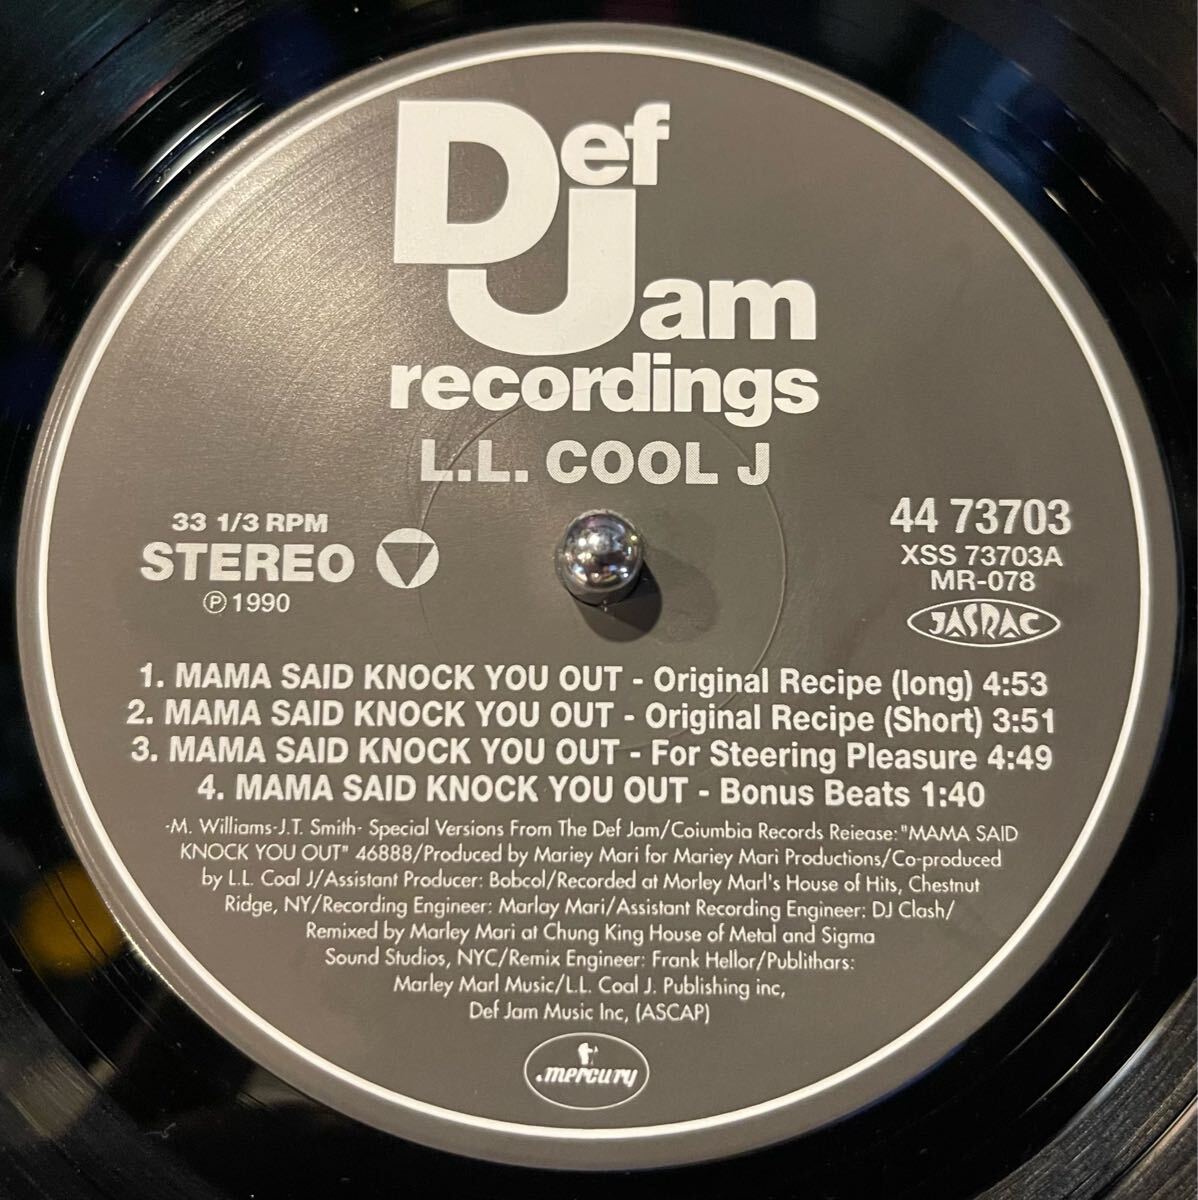 Def
Jam
recordings
L.L. COOL J
33 1/3 RPM
STEREO
℗ 1990
44 73703
XSS 73703A
MR-078
JASRAC
1. MAMA SAID KNOCK YOU OUT - Original Recipe (long) 4:53
2. MAMA SAID KNOCK YOU OUT - Original Recipe (Short) 3:51
3. MAMA SAID KNOCK YOU OUT - For Steering Pleasure 4:49
4. MAMA SAID KNOCK YOU OUT - Bonus Beats 1:40
-M. Williams-J.T. Smith- Special Versions From The Def Jam/Coiumbia Records Reiease: "MAMA SAID
KNOCK YOU OUT" 46888/Produced by Mariey Mari for Mariey Mari Productions/Co-produced
by L.L. Coal J/Assistant Producer: Bobcol/Recorded at Morley Marl's House of Hits, Chestnut
Ridge, NY/Recording Engineer: Marlay Mari/Assistant Recording Engineer: DJ Clash/
Remixed by Marley Mari at Chung King House of Metal and Sigma
Sound Studios, NYC/Remix Engineer: Frank Hellor/Publithars:
Marley Marl Music/L.L. Coal J. Publishing inc,
Def Jam Music Inc, (ASCAP)
mercury